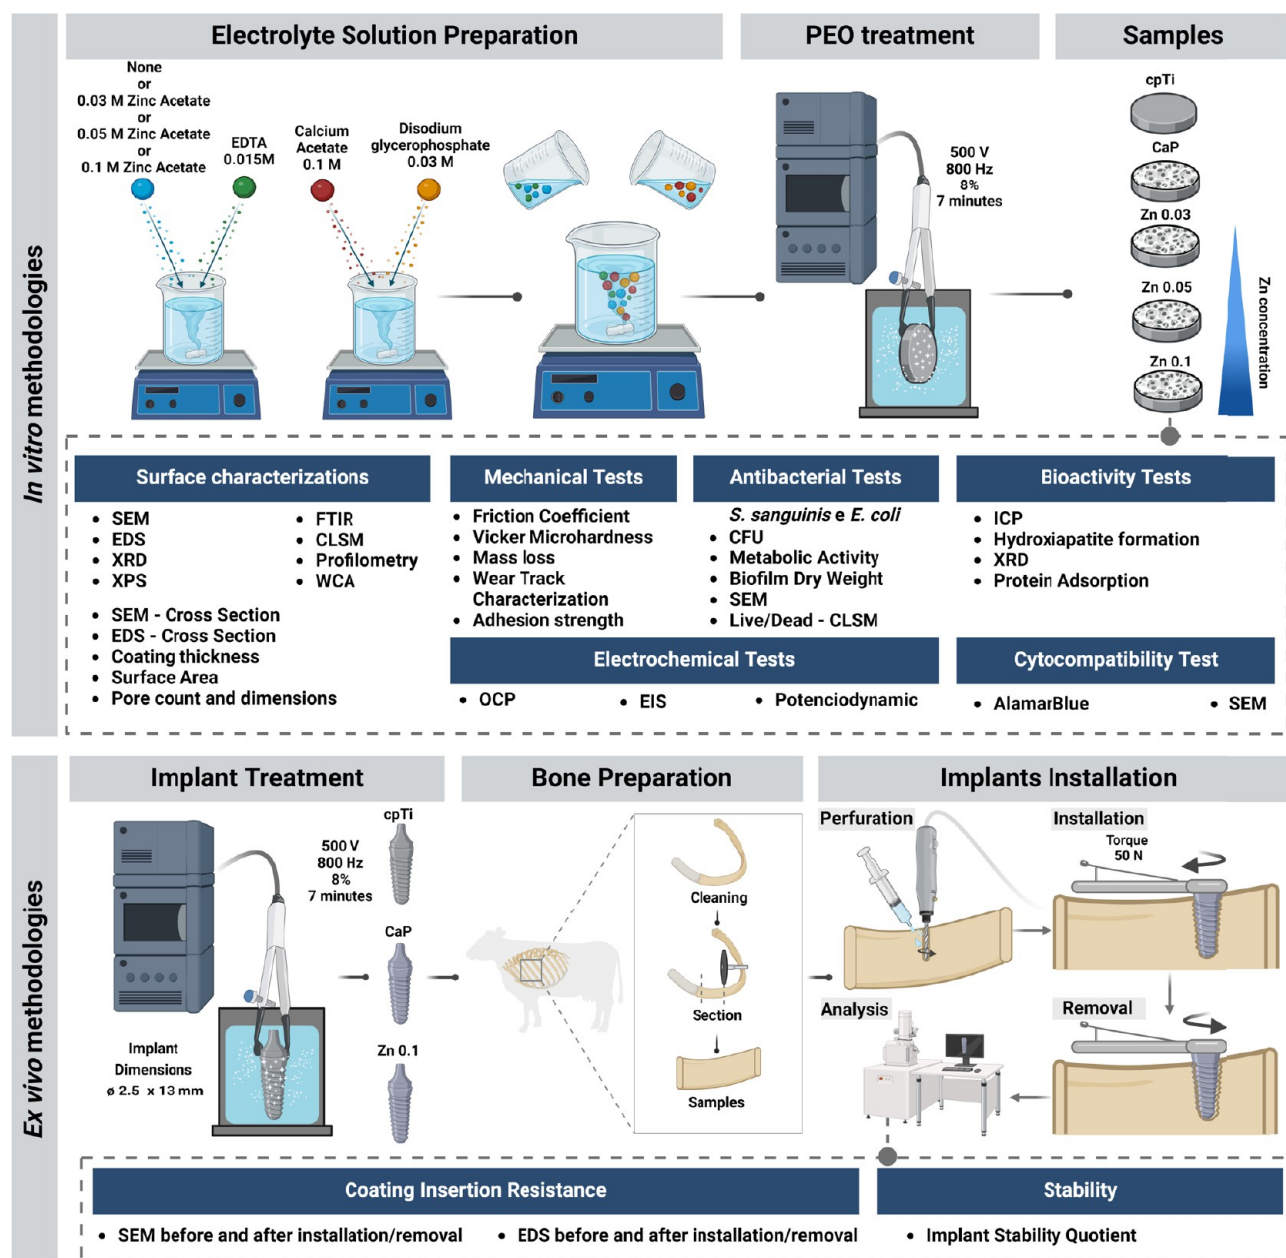 In vitro methodologies
Electrolyte Solution Preparation
PEO treatment
Samples
None
or
0.03 M Zinc Acetate
or
0.05 M Zinc Acetate
or
0.1 M Zinc Acetate
EDTA
0.015M
Calcium
Acetate
0.1 M
Disodium
glycerophosphate
0.03 M
500 V
800 Hz
8%
7 minutes
cpTi
CaP
Zn 0.03
Zn 0.05
Zn 0.1
Zn concentration
Surface characterizations
• SEM
• EDS
• XRD
• XPS
• FTIR
• CLSM
• Profilometry
• WCA
• SEM - Cross Section
• EDS - Cross Section
• Coating thickness
• Surface Area
• Pore count and dimensions
Mechanical Tests
• Friction Coefficient
• Vicker Microhardness
• Mass loss
• Wear Track
Characterization
• Adhesion strength
Antibacterial Tests
S. sanguinis e E. coli
• CFU
• Metabolic Activity
• Biofilm Dry Weight
• SEM
• Live/Dead - CLSM
Bioactivity Tests
• ICP
• Hydroxiapatite formation
• XRD
• Protein Adsorption
Electrochemical Tests
• OCP
• EIS
• Potenciodynamic
Cytocompatibility Test
• AlamarBlue
• SEM
Ex vivo methodologies
Implant Treatment
Bone Preparation
Implants Installation
500 V
800 Hz
8%
7 minutes
Implant
Dimensions
ø 2.5 x 13 mm
cpTi
CaP
Zn 0.1
Cleaning
Section
Samples
Perfuration
Installation
Torque
50 N
Analysis
Removal
Coating Insertion Resistance
• SEM before and after installation/removal
• EDS before and after installation/removal
Stability
• Implant Stability Quotient